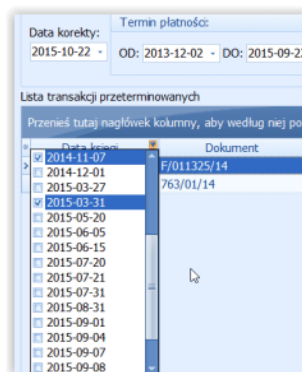 Data korekty:
Termin płatności:
2015-10-22
OD: 2013-12-02
DO: 2015-09-22
Lista transakcji przeterminowanych
Przenieś tutaj nagłówek kolumny, aby według niej po
Data księgi
Dokument
2014-11-07
F/011325/14
2014-12-01
763/01/14
2015-03-27
2015-03-31
2015-05-20
2015-06-05
2015-06-15
2015-07-20
2015-07-21
2015-07-31
2015-08-31
2015-09-01
2015-09-04
2015-09-07
2015-09-08